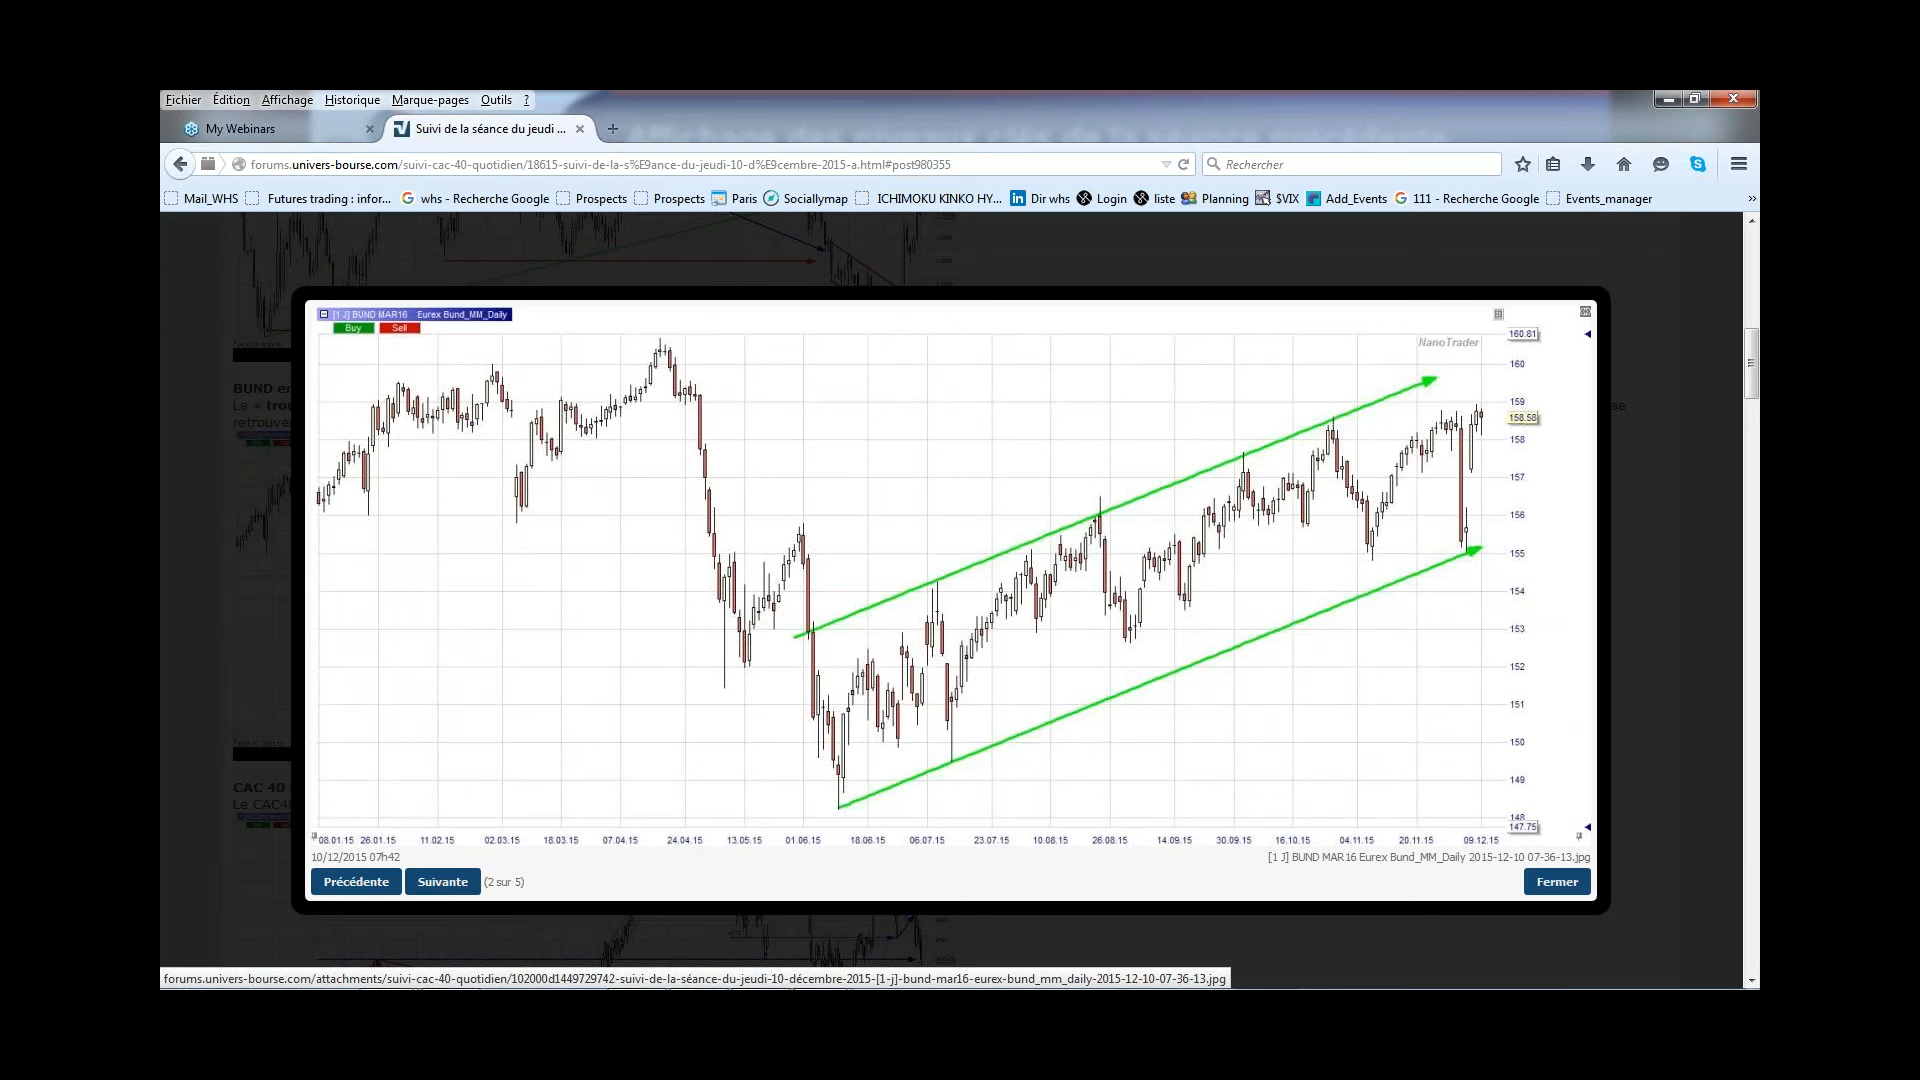 Fichier Édition Affichage Historique Marque-pages Outils ?
My Webinars
Suivi de la séance du jeudi ...
forums.univers-bourse.com/suivi-cac-40-quotidien/18615-suivi-de-la-s%E9ance-du-jeudi-10-d%E9cembre-2015-a.html#post980355
Rechercher
Mail_WHS Futures trading : infor... whs - Recherche Google Prospects Prospects Paris Sociallymap ICHIMOKU KINKO HY... Dir whs Login liste Planning $VIX Add_Events 111 - Recherche Google Events_manager »
[1 J] BUND MAR16 Eurex Bund_MM_Daily
Buy Sell
NanoTrader
160.81
160
159
158.58
158
157
156
155
154
153
152
151
150
149
148
147.75
08.01.15 26.01.15 11.02.15 02.03.15 18.03.15 07.04.15 24.04.15 13.05.15 01.06.15 18.06.15 06.07.15 23.07.15 10.08.15 26.08.15 14.09.15 30.09.15 16.10.15 04.11.15 20.11.15 09.12.15
10/12/2015 07h42
[1 J] BUND MAR16 Eurex Bund_MM_Daily 2015-12-10 07-36-13.jpg
Précédente Suivante (2 sur 5)
Fermer
BUND
Le «
CAC 40
forums.univers-bourse.com/attachments/suivi-cac-40-quotidien/102000d1449729742-suivi-de-la-séance-du-jeudi-10-décembre-2015-[1-j]-bund-mar16-eurex-bund_mm_daily-2015-12-10-07-36-13.jpg